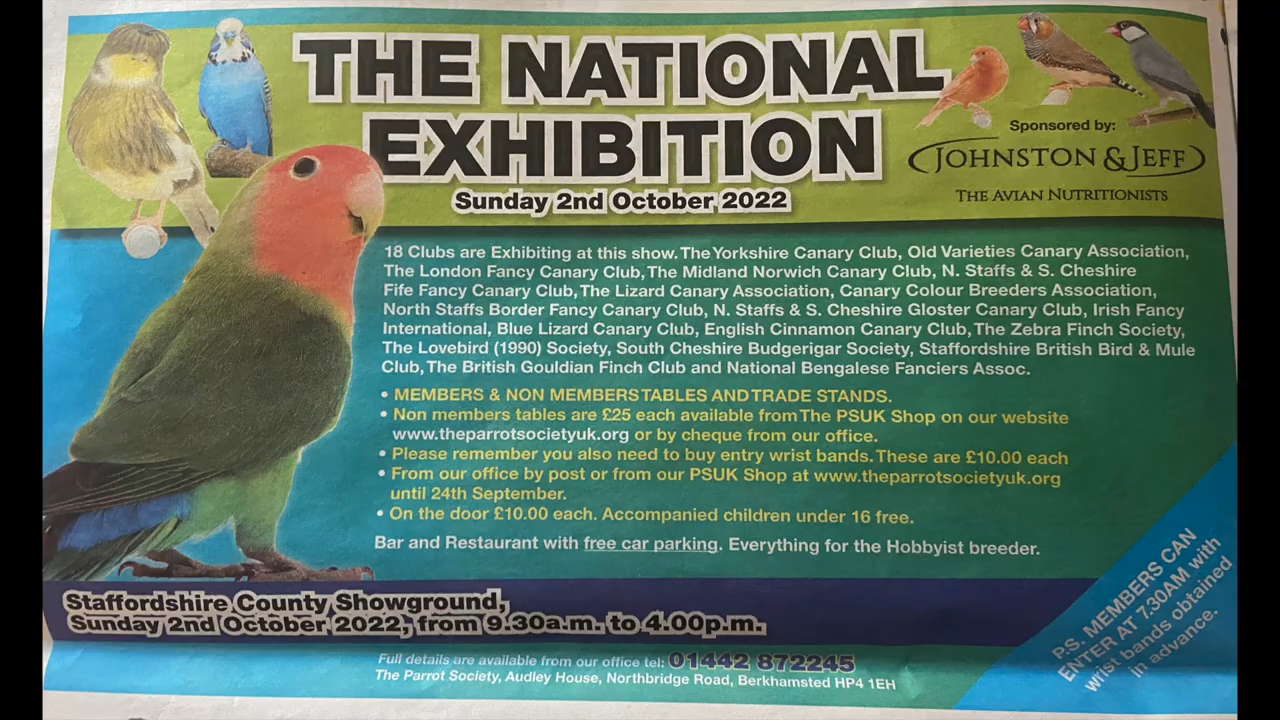 THE NATIONAL
EXHIBITION
Sunday 2nd October 2022
Sponsored by:
JOHNSTON & JEFF
THE AVIAN NUTRITIONISTS
18 Clubs are Exhibiting at this show. The Yorkshire Canary Club, Old Varieties Canary Association,
The London Fancy Canary Club, The Midland Norwich Canary Club, N. Staffs & S. Cheshire
Fife Fancy Canary Club, The Lizard Canary Association, Canary Colour Breeders Association,
North Staffs Border Fancy Canary Club, N. Staffs & S. Cheshire Gloster Canary Club, Irish Fancy
International, Blue Lizard Canary Club, English Cinnamon Canary Club, The Zebra Finch Society,
The Lovebird (1990) Society, South Cheshire Budgerigar Society, Staffordshire British Bird & Mule
Club, The British Gouldian Finch Club and National Bengalese Fanciers Assoc.
• MEMBERS & NON MEMBERS TABLES AND TRADE STANDS.
• Non members tables are £25 each available from The PSUK Shop on our website
www.theparrotsocietyuk.org or by cheque from our office.
• Please remember you also need to buy entry wrist bands. These are £10.00 each
• From our office by post or from our PSUK Shop at www.theparrotsocietyuk.org
until 24th September.
• On the door £10.00 each. Accompanied children under 16 free.
Bar and Restaurant with free car parking. Everything for the Hobbyist breeder.
Staffordshire County Showground,
Sunday 2nd October 2022, from 9.30a.m. to 4.00p.m.
P.S. MEMBERS CAN
ENTER AT 7:30AM with
wrist bands obtained
in advance.
Full details are available from our office tel: 01442 872245
The Parrot Society, Audley House, Northbridge Road, Berkhamsted HP4 1EH